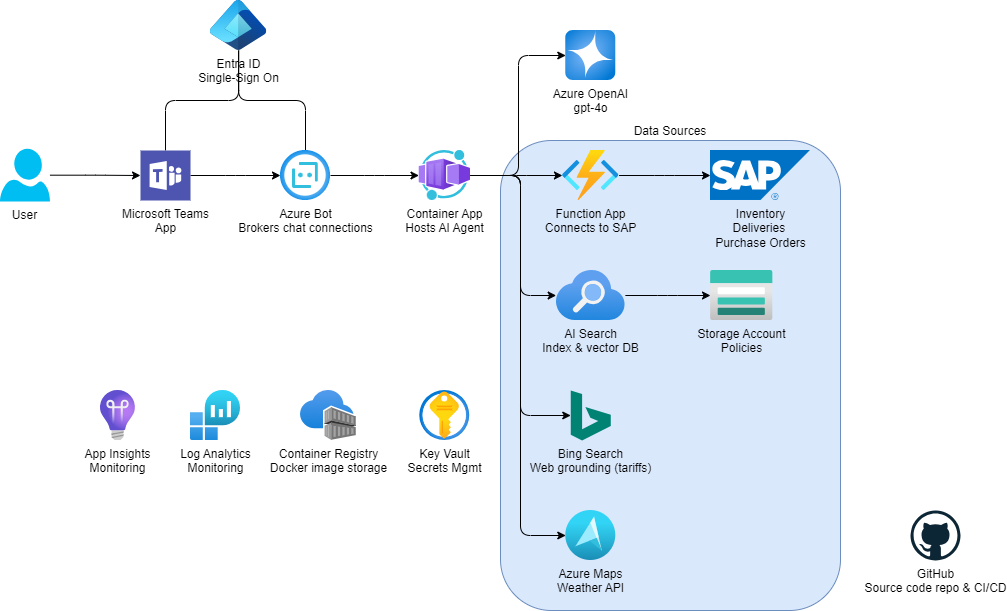 Entra ID
Single-Sign On
Azure OpenAI
gpt-4o
Data Sources
User
Microsoft Teams
App
Azure Bot
Brokers chat connections
Container App
Hosts AI Agent
Function App
Connects to SAP
SAP
Inventory
Deliveries
Purchase Orders
AI Search
Index & vector DB
Storage Account
Policies
App Insights
Monitoring
Log Analytics
Monitoring
Container Registry
Docker image storage
Key Vault
Secrets Mgmt
Bing Search
Web grounding (tariffs)
Azure Maps
Weather API
GitHub
Source code repo & CI/CD